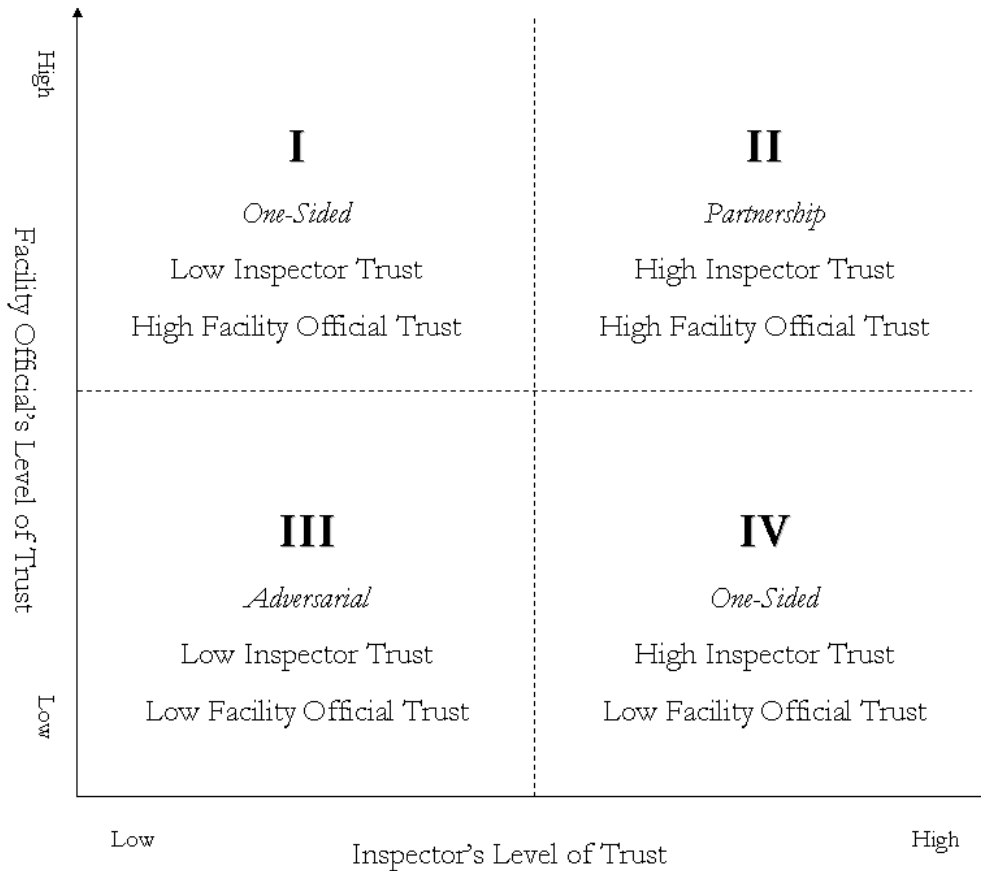 High
Facility Official's Level of Trust
Low
I
One-Sided
Low Inspector Trust
High Facility Official Trust
II
Partnership
High Inspector Trust
High Facility Official Trust
III
Adversarial
Low Inspector Trust
Low Facility Official Trust
IV
One-Sided
High Inspector Trust
Low Facility Official Trust
Low
Inspector's Level of Trust
High